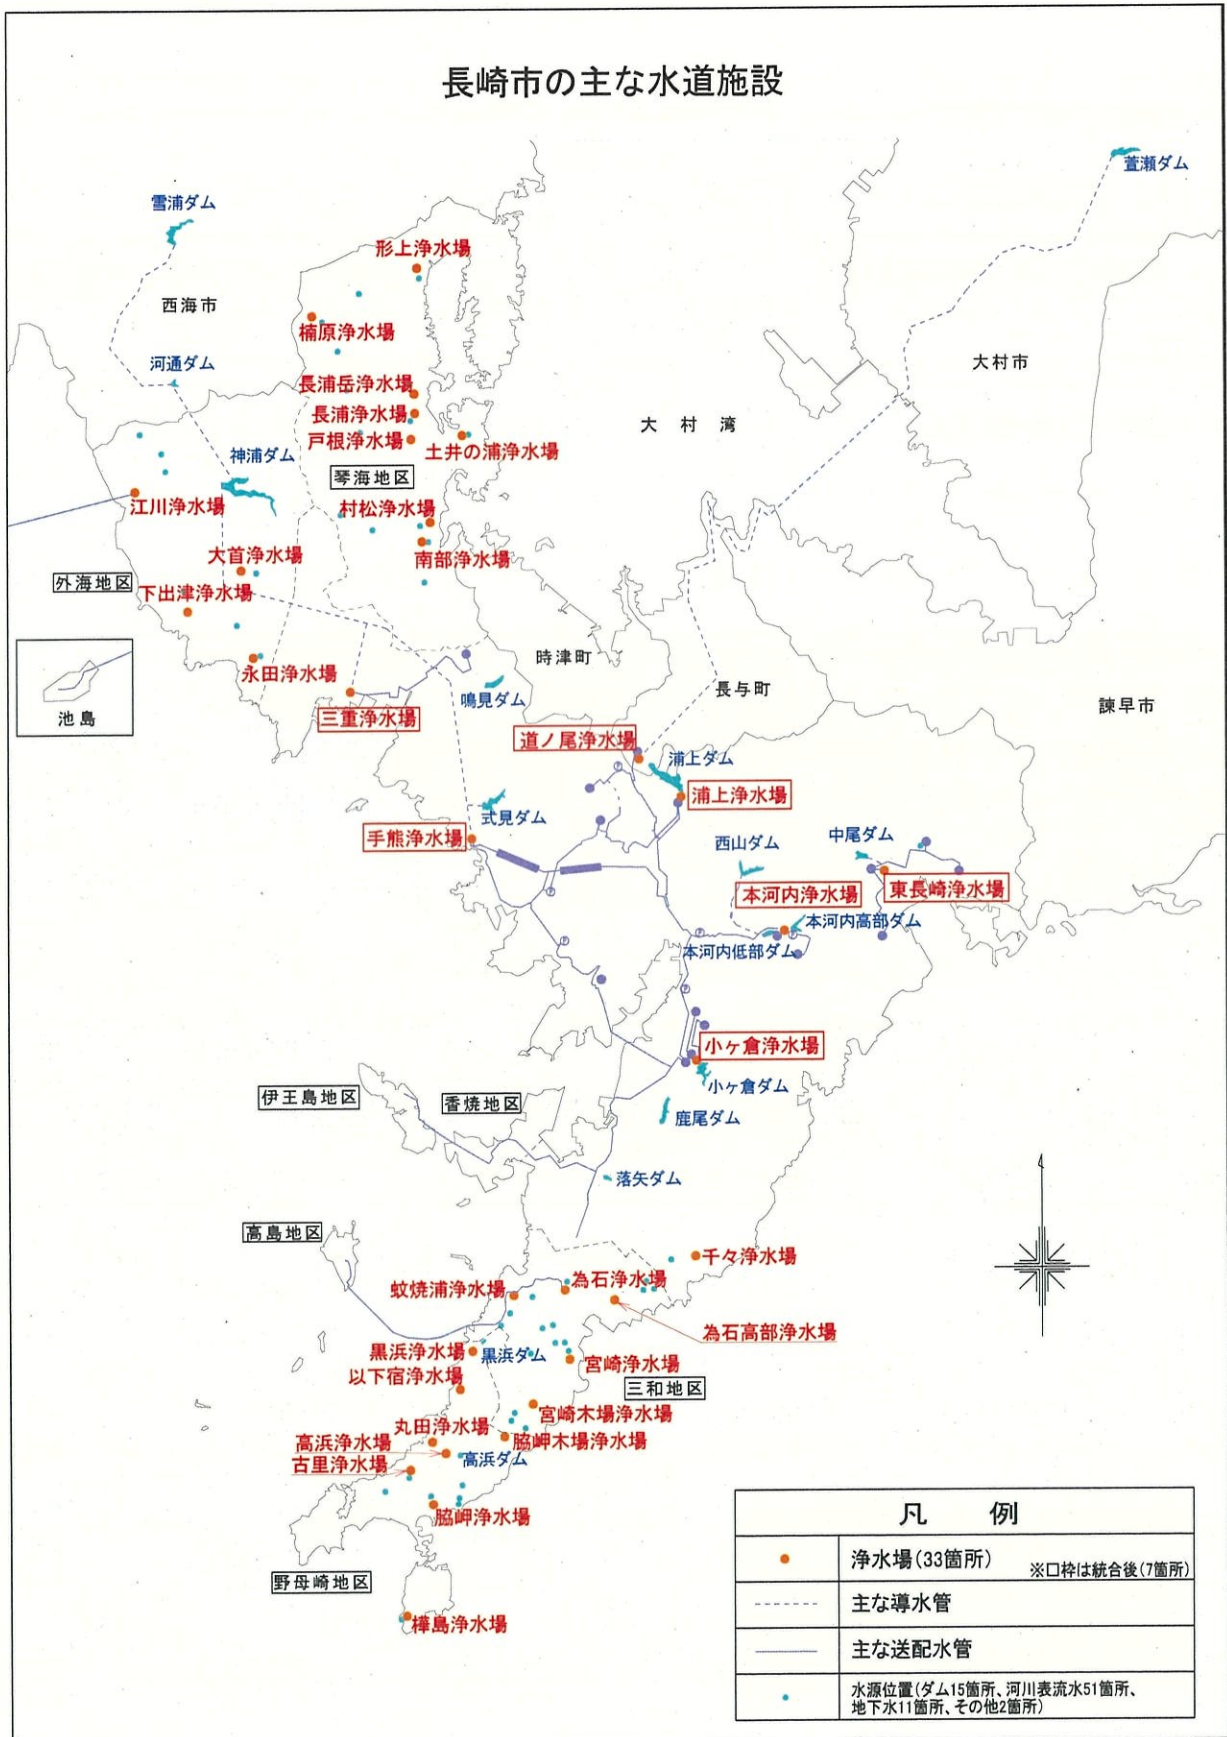 長崎市の主な水道施設
萱瀬ダム
雪浦ダム
形上浄水場
西海市
楠原浄水場
大村市
河通ダム
長浦岳浄水場
長浦浄水場
大村湾
戸根浄水場
土井の浦浄水場
神浦ダム
琴海地区
江川浄水場
村松浄水場
大首浄水場
南部浄水場
外海地区
下出津浄水場
時津町
永田浄水場
長与町
鳴見ダム
諫早市
池島
三重浄水場
道ノ尾浄水場
浦上ダム
浦上浄水場
式見ダム
手熊浄水場
西山ダム
中尾ダム
本河内浄水場
東長崎浄水場
本河内高部ダム
本河内低部ダム
小ヶ倉浄水場
小ヶ倉ダム
伊王島地区
香焼地区
鹿尾ダム
落矢ダム
高島地区
千々浄水場
為石浄水場
蚊焼浦浄水場
為石高部浄水場
黒浜浄水場
黒浜ダム
宮崎浄水場
以下宿浄水場
三和地区
宮崎木場浄水場
丸田浄水場
高浜浄水場
脇岬木場浄水場
高浜ダム
古里浄水場
脇岬浄水場
野母崎地区
樺島浄水場
凡 例
浄水場(33箇所) ※口枠は統合後(7箇所)
主な導水管
主な送配水管
水源位置(ダム15箇所、河川表流水51箇所、
地下水11箇所、その他2箇所)